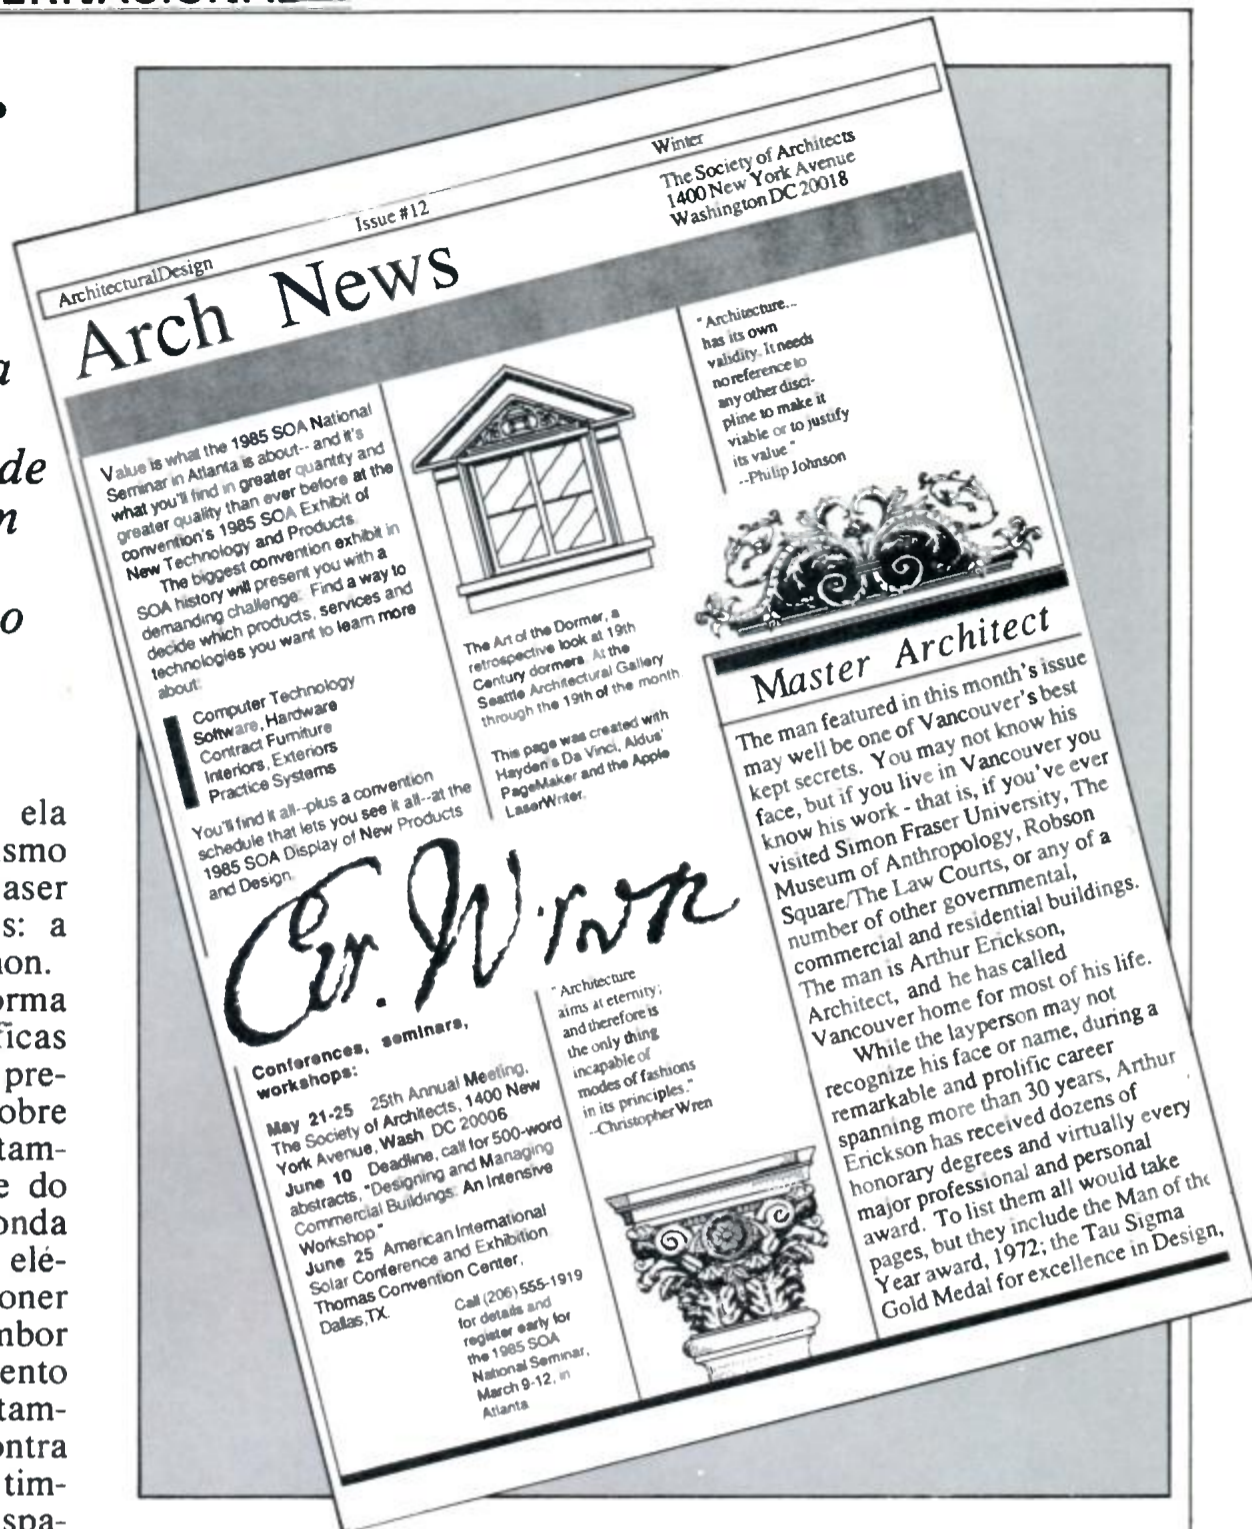 .
a
de
n
o
ela
ismo
aser
s: a
non.
orma
ficas
pre-
obre
tam-
e do
onda
elé-
oner
mbor
ento
tam-
ontra
tim-
spa-
ArchitecturalDesign Issue #12 Winter
The Society of Architects
1400 New York Avenue
Washington DC 20018
Arch News
Value is what the 1985 SOA National
Seminar in Atlanta is about-- and it's
what you'll find in greater quantity and
greater quality than ever before at the
convention's 1985 SOA Exhibit of
New Technology and Products.
The biggest convention exhibit in
SOA history will present you with a
demanding challenge: Find a way to
decide which products, services and
technologies you want to learn more
about:
Computer Technology
Software, Hardware
Contract Furniture
Interiors, Exteriors
Practice Systems
You'll find it all--plus a convention
schedule that lets you see it all--at the
1985 SOA Display of New Products
and Design.
The Art of the Dormer, a
retrospective look at 19th
Century dormers. At the
Seattle Architectural Gallery
through the 19th of the month.
This page was created with
Hayden's Da Vinci, Aldus'
PageMaker and the Apple
LaserWriter.
"Architecture...
has its own
validity. It needs
no reference to
any other disci-
pline to make it
viable or to justify
its value."
--Philip Johnson
Master Architect
The man featured in this month's issue
may well be one of Vancouver's best
kept secrets. You may not know his
face, but if you live in Vancouver you
know his work - that is, if you've ever
visited Simon Fraser University, The
Museum of Anthropology, Robson
Square/The Law Courts, or any of a
number of other governmental,
commercial and residential buildings.
The man is Arthur Erickson,
Architect, and he has called
Vancouver home for most of his life.
While the layperson may not
recognize his face or name, during a
remarkable and prolific career
spanning more than 30 years, Arthur
Erickson has received dozens of
honorary degrees and virtually every
major professional and personal
award. To list them all would take
pages, but they include the Man of the
Year award, 1972; the Tau Sigma
Gold Medal for excellence in Design,
Chr. Wren
Conferences, seminars,
workshops:
May 21-25 25th Annual Meeting,
The Society of Architects, 1400 New
York Avenue, Wash. DC 20006
June 10 Deadline, call for 500-word
abstracts, "Designing and Managing
Commercial Buildings: An Intensive
Workshop."
June 25 American International
Solar Conference and Exhibition
Thomas Convention Center,
Dallas,TX.
Call (206) 555-1919
for details and
register early for
the 1985 SOA
National Seminar,
March 9-12, in
Atlanta
"Architecture
aims at eternity;
and therefore is
the only thing
incapable of
modes of fashions
in its principles."
--Christopher Wren